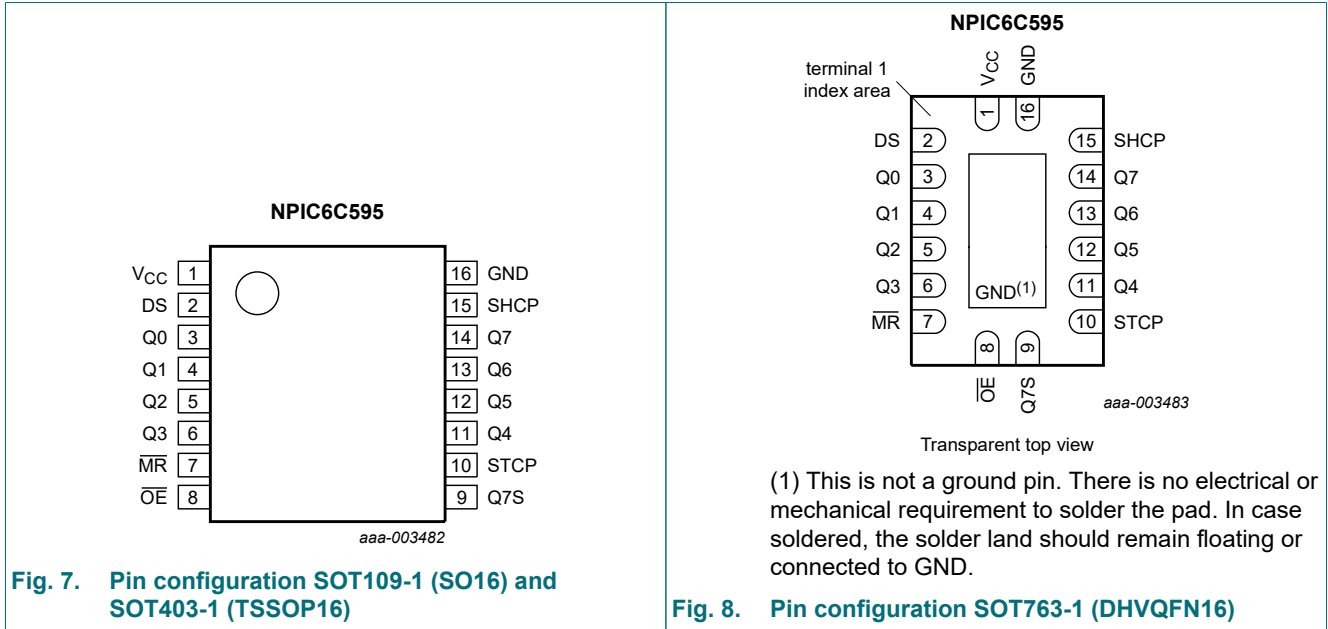 NPIC6C595
VCC 1
DS 2
Q0 3
Q1 4
Q2 5
Q3 6
MR 7
OE 8
16 GND
15 SHCP
14 Q7
13 Q6
12 Q5
11 Q4
10 STCP
9 Q7S
aaa-003482
Fig. 7. Pin configuration SOT109-1 (SO16) and
SOT403-1 (TSSOP16)
NPIC6C595
terminal 1
index area
VCC
GND
1
16
DS 2
Q0 3
Q1 4
Q2 5
Q3 6
MR 7
15 SHCP
14 Q7
13 Q6
12 Q5
11 Q4
10 STCP
GND(1)
8
9
OE
Q7S
aaa-003483
Transparent top view
(1) This is not a ground pin. There is no electrical or
mechanical requirement to solder the pad. In case
soldered, the solder land should remain floating or
connected to GND.
Fig. 8. Pin configuration SOT763-1 (DHVQFN16)